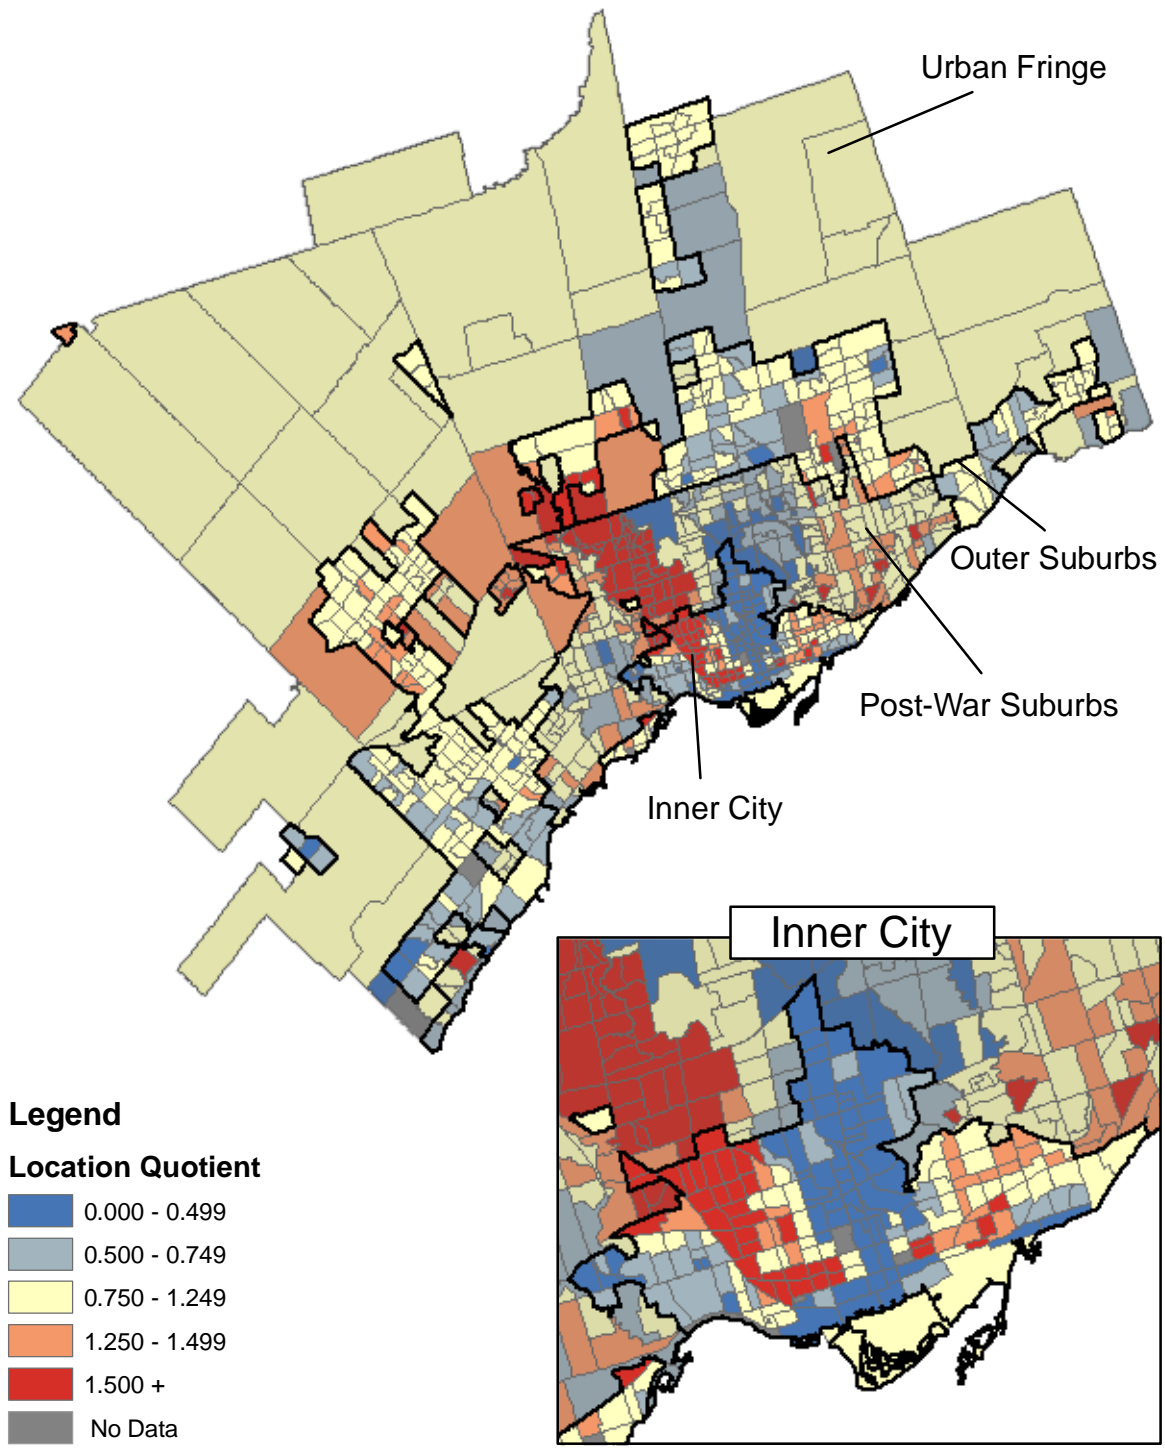 Urban Fringe
Outer Suburbs
Post-War Suburbs
Inner City
Inner City
Legend
Location Quotient
0.000 - 0.499
0.500 - 0.749
0.750 - 1.249
1.250 - 1.499
1.500 +
No Data